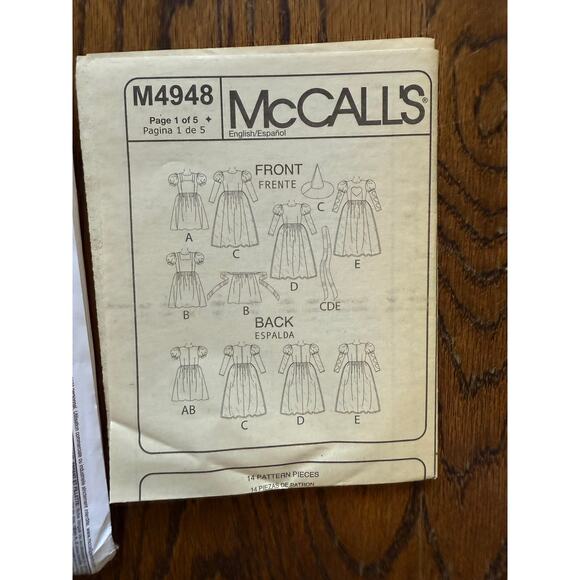 M4948
Page 1 of 5 ✦
Pagina 1 de 5
McCALL'S®
English/Español
FRONT
FRENTE
A
C
C
D
E
B
B
CDE
BACK
ESPALDA
AB
C
D
E
14 PATTERN PIECES
14 PIEZAS DE PATRON